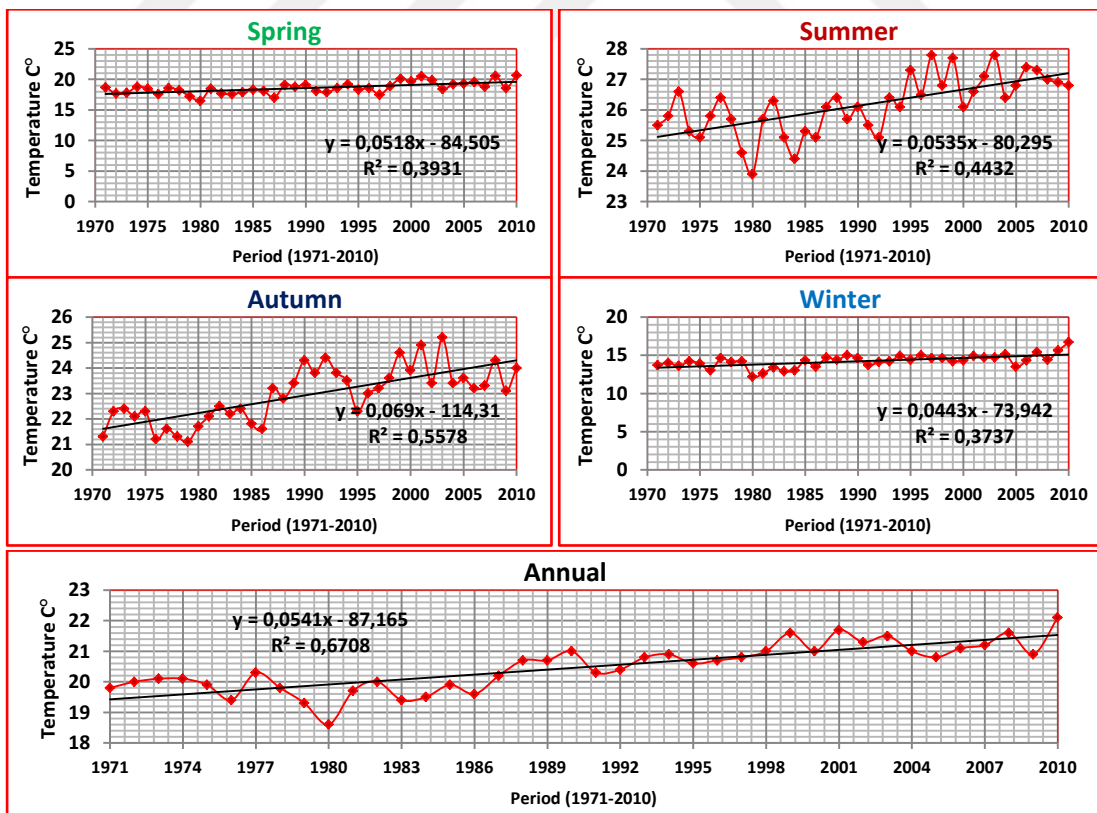 Spring
Temperature C°
25
20
15
10
5
0
y = 0,0518x - 84,505
R² = 0,3931
1970 1975 1980 1985 1990 1995 2000 2005 2010
Period (1971-2010)
Summer
Temperature C°
28
27
26
25
24
23
y = 0,0535x - 80,295
R² = 0,4432
1970 1975 1980 1985 1990 1995 2000 2005 2010
Period (1971-2010)
Autumn
Temperature C°
26
25
24
23
22
21
20
y = 0,069x - 114,31
R² = 0,5578
1970 1975 1980 1985 1990 1995 2000 2005 2010
Period (1971-2010)
Winter
Temperature C°
20
15
10
5
0
y = 0,0443x - 73,942
R² = 0,3737
1970 1975 1980 1985 1990 1995 2000 2005 2010
Period (1971-2010)
Annual
Temperature C°
23
22
21
20
19
18
y = 0,0541x - 87,165
R² = 0,6708
1971 1974 1977 1980 1983 1986 1989 1992 1995 1998 2001 2004 2007 2010
Period (1971-2010)